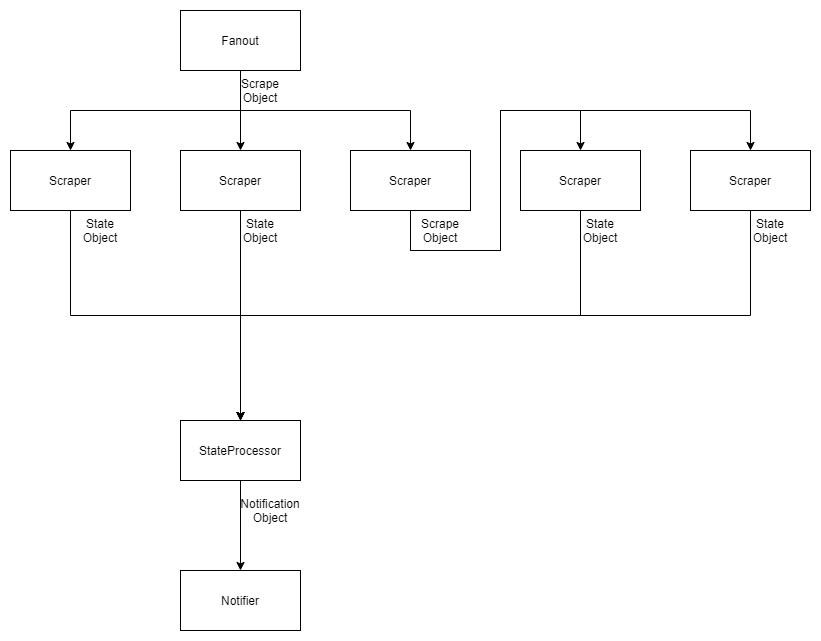 Fanout
Scrape
Object
Scraper
Scraper
Scraper
Scraper
Scraper
State
Object
State
Object
Scrape
Object
State
Object
State
Object
StateProcessor
Notification
Object
Notifier